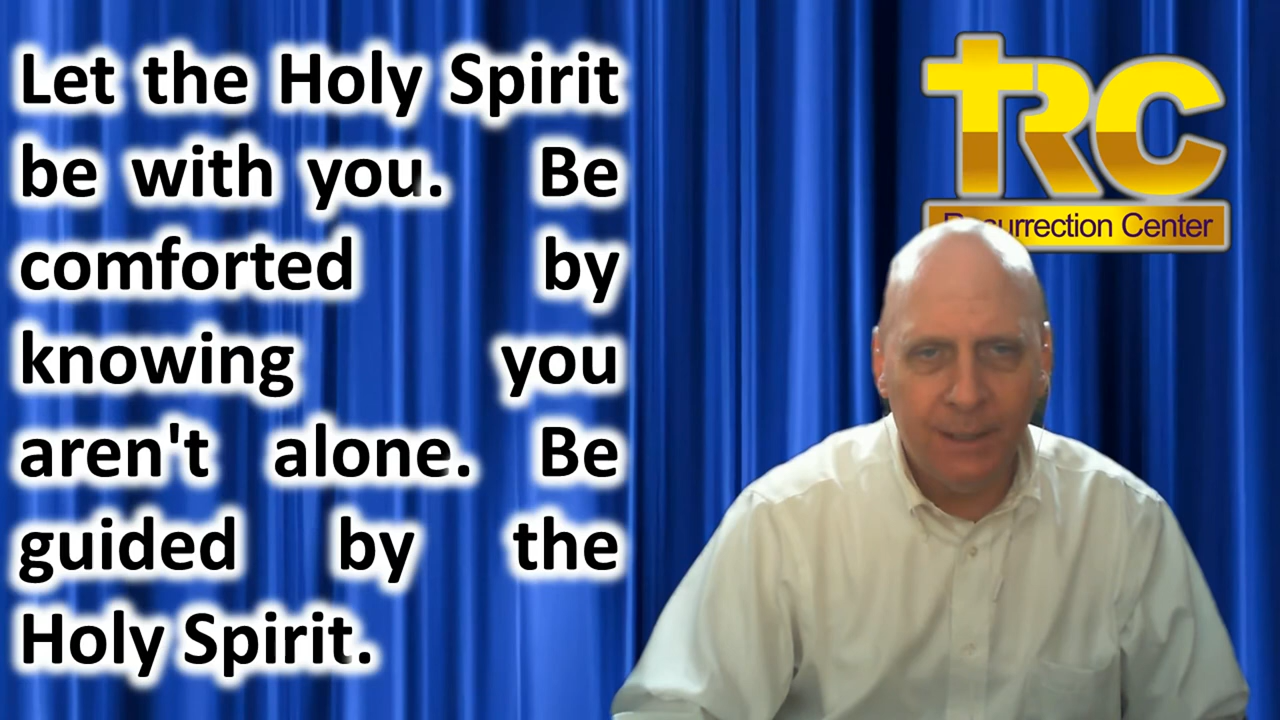 Let the Holy Spirit
be with you. Be
comforted by
knowing you
aren't alone. Be
guided by the
Holy Spirit.
TRC
Resurrection Center